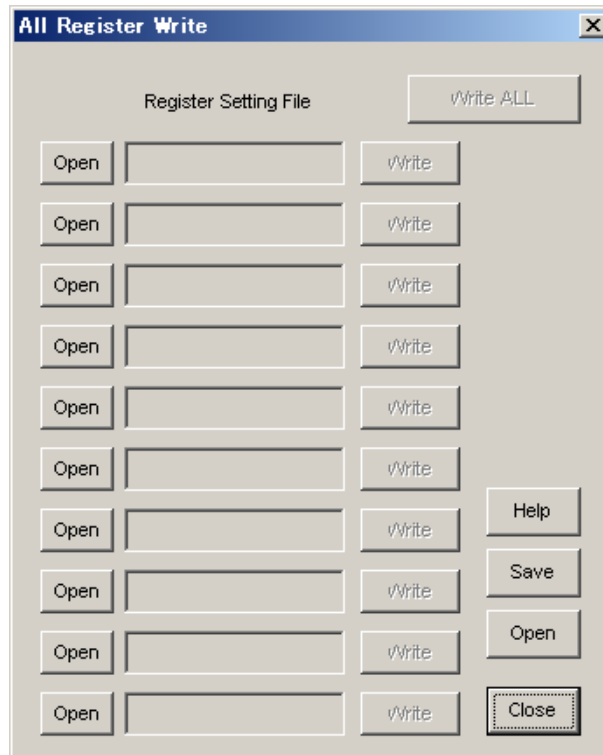 All Register Write
Register Setting File Write ALL
Open Write
Open Write
Open Write
Open Write
Open Write
Open Write
Help
Open Write
Save
Open Write
Open
Open Write
Close
Open Write